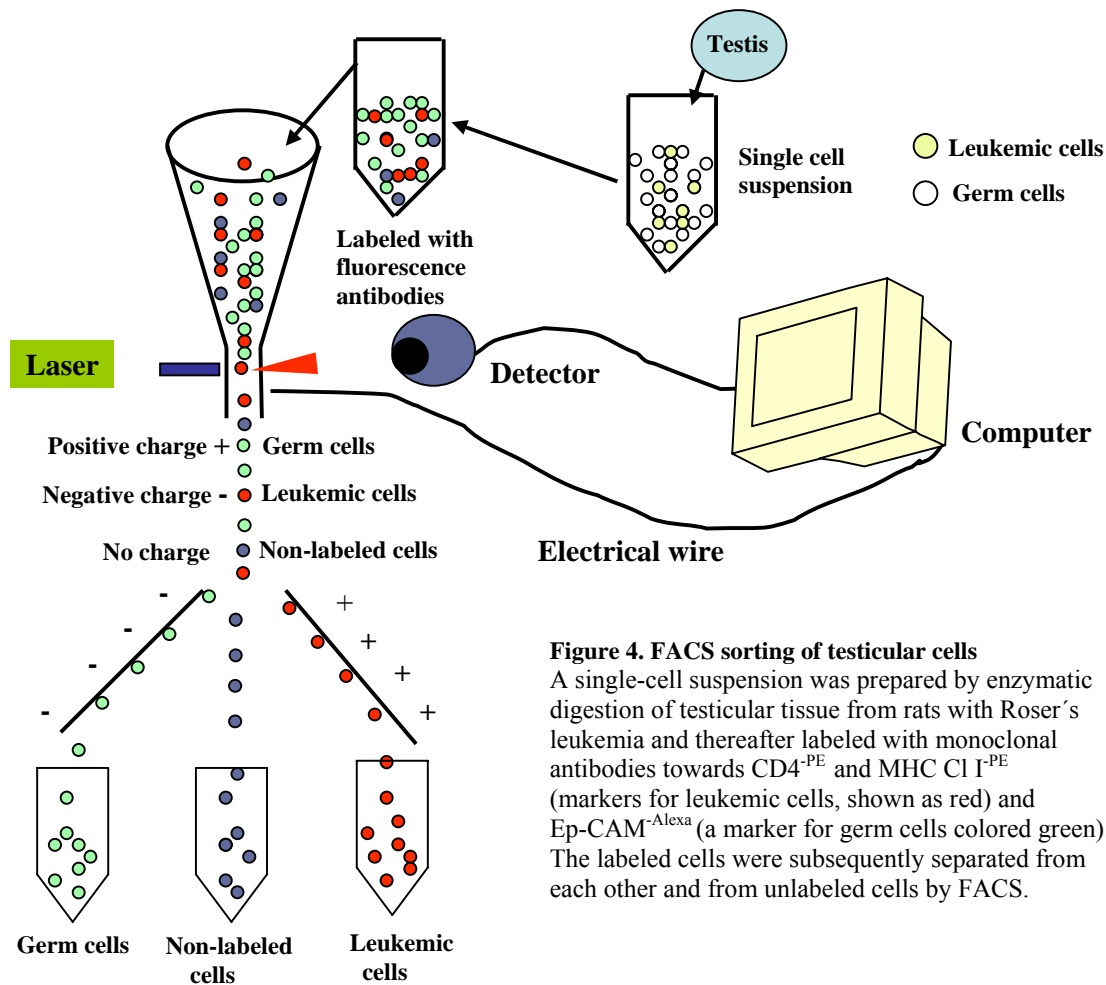 Testis
Single cell
suspension
Leukemic cells
Germ cells
Labeled with
fluorescence
antibodies
Laser
Detector
Computer
Positive charge + Germ cells
Negative charge - Leukemic cells
No charge Non-labeled cells
Electrical wire
- +
- +
- +
- +
Figure 4. FACS sorting of testicular cells
A single-cell suspension was prepared by enzymatic
digestion of testicular tissue from rats with Roser´s
leukemia and thereafter labeled with monoclonal
antibodies towards CD4-PE and MHC Cl I-PE
(markers for leukemic cells, shown as red) and
Ep-CAM-Alexa (a marker for germ cells colored green)
The labeled cells were subsequently separated from
each other and from unlabeled cells by FACS.
Germ cells
Non-labeled
cells
Leukemic
cells